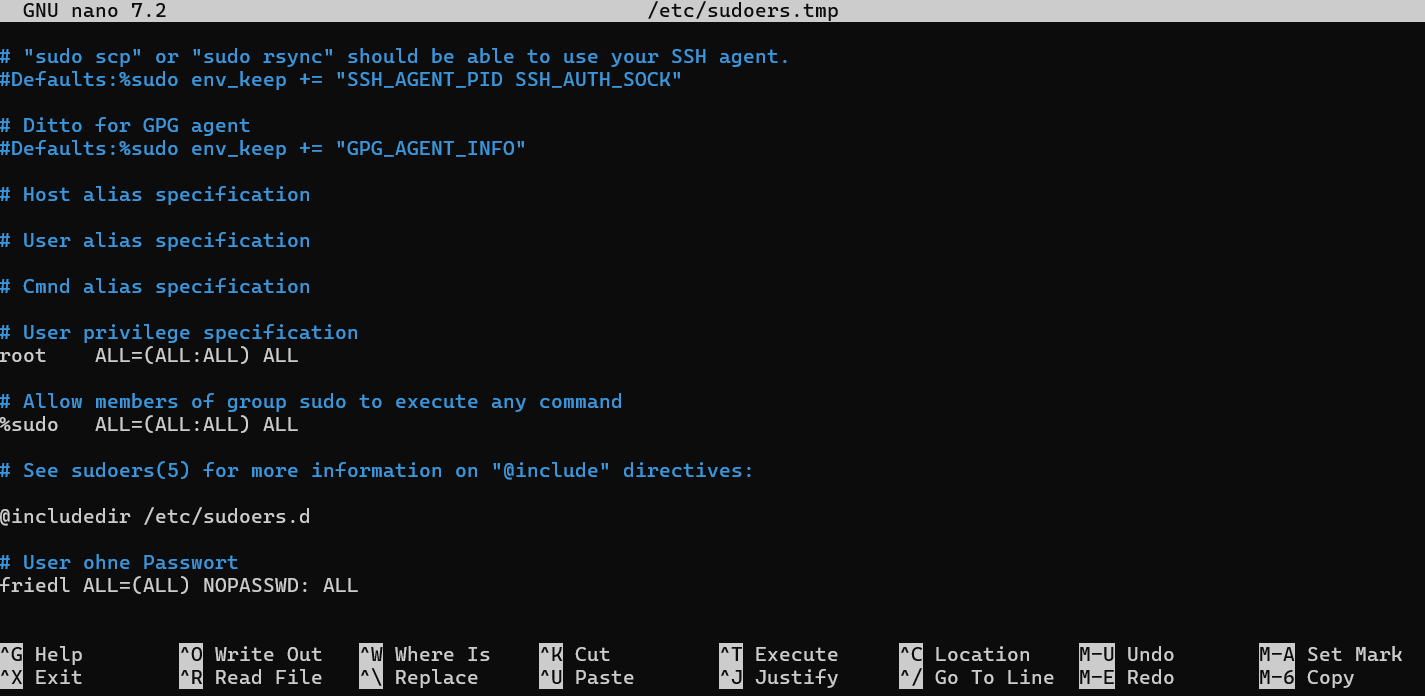 GNU nano 7.2 /etc/sudoers.tmp
# "sudo scp" or "sudo rsync" should be able to use your SSH agent.
#Defaults:%sudo env_keep += "SSH_AGENT_PID SSH_AUTH_SOCK"
# Ditto for GPG agent
#Defaults:%sudo env_keep += "GPG_AGENT_INFO"
# Host alias specification
# User alias specification
# Cmnd alias specification
# User privilege specification
root    ALL=(ALL:ALL) ALL
# Allow members of group sudo to execute any command
%sudo   ALL=(ALL:ALL) ALL
# See sudoers(5) for more information on "@include" directives:
@includedir /etc/sudoers.d
# User ohne Passwort
friedl ALL=(ALL) NOPASSWD: ALL
^G Help ^O Write Out ^W Where Is ^K Cut ^T Execute ^C Location M-U Undo M-A Set Mark
^X Exit ^R Read File ^\ Replace ^U Paste ^J Justify ^/ Go To Line M-E Redo M-6 Copy